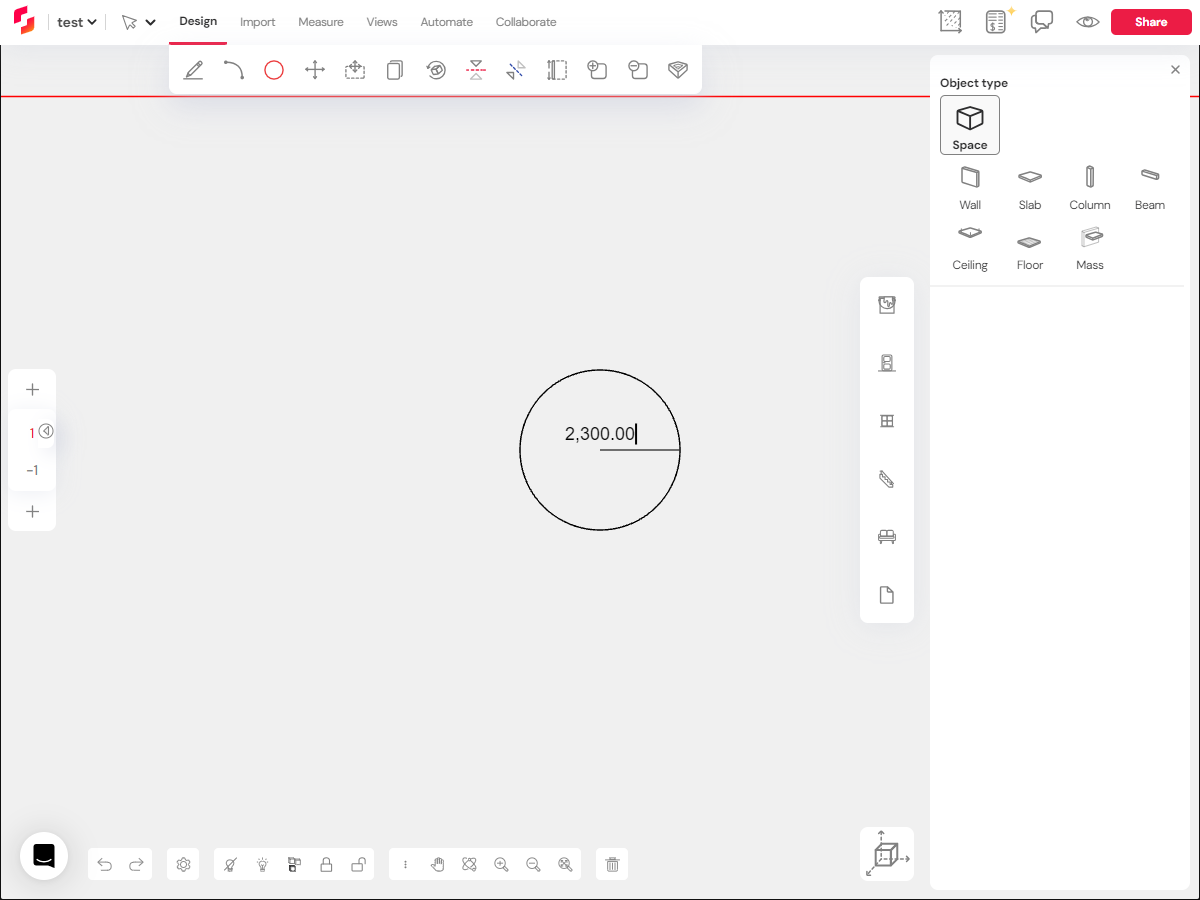 test
Design
Import
Measure
Views
Automate
Collaborate
Share
Object type
Space
Wall
Slab
Column
Beam
Ceiling
Floor
Mass
2,300.00
1
-1